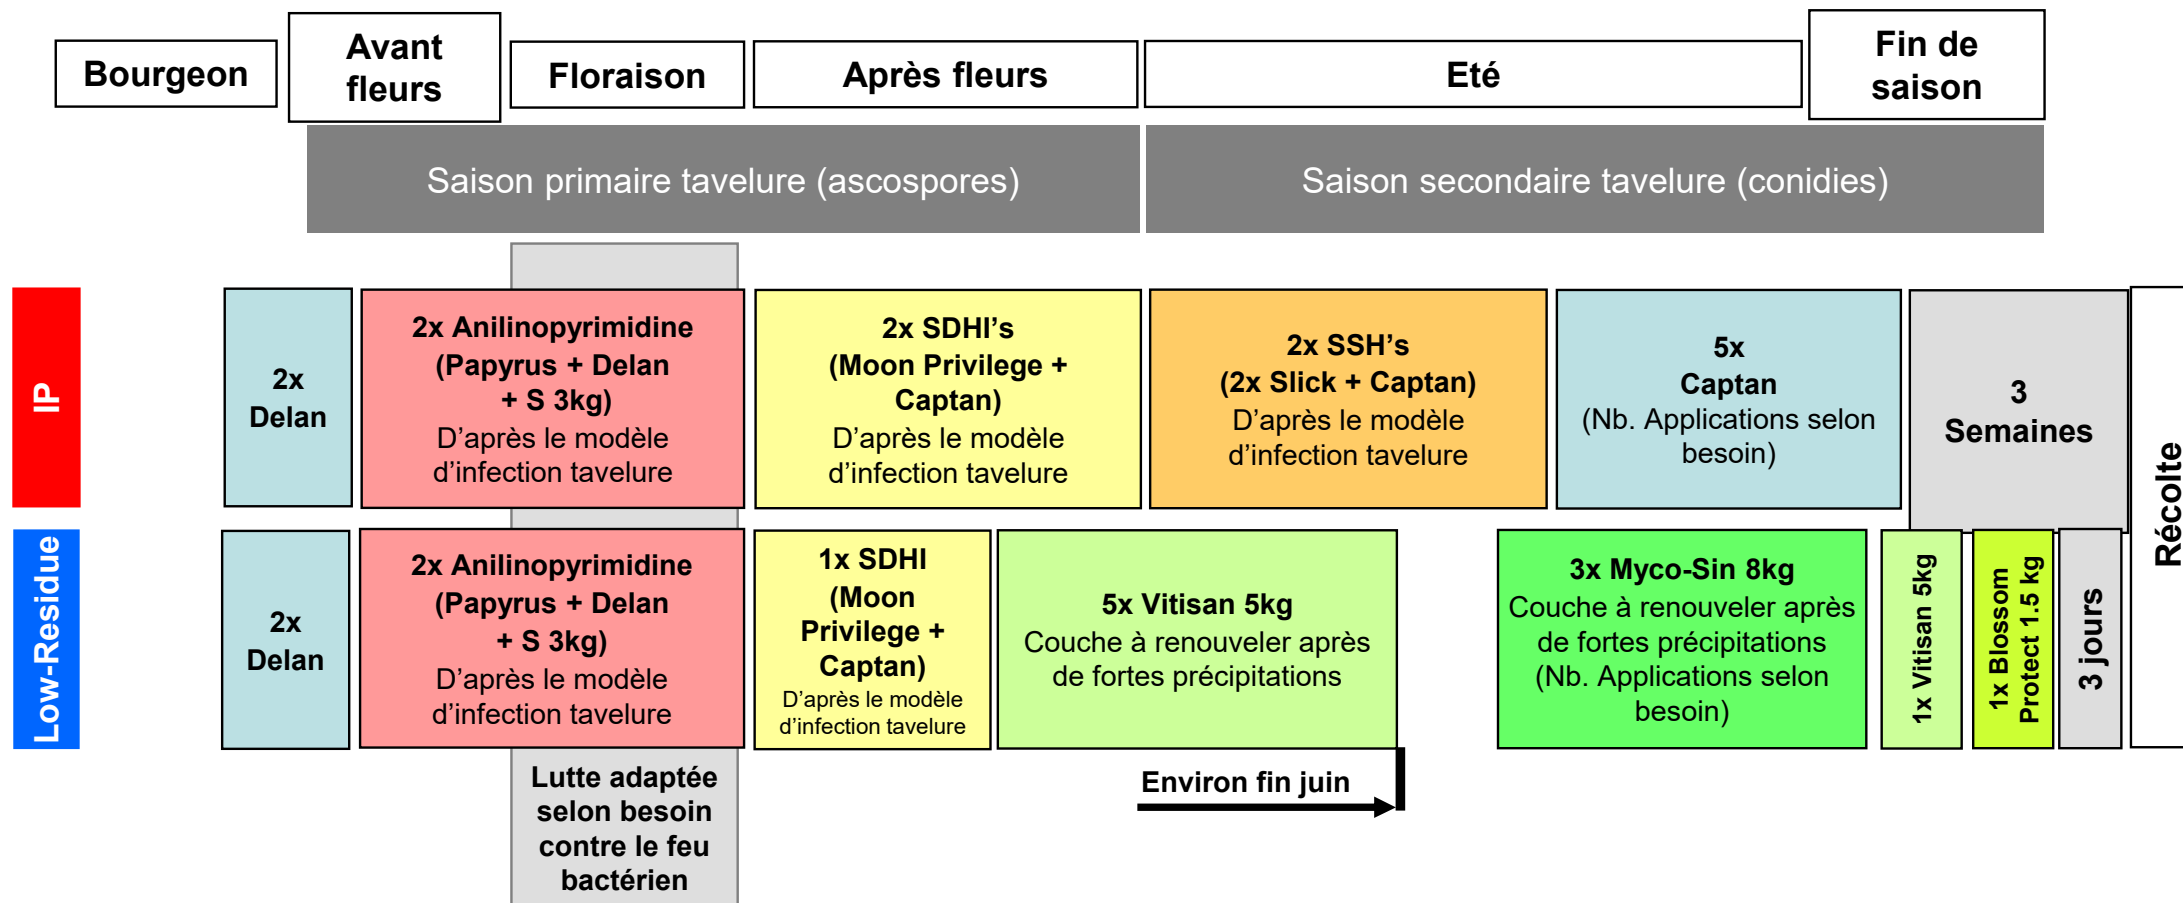 Bourgeon
Avant
fleurs
Floraison
Après fleurs
Eté
Fin de
saison
Saison primaire tavelure (ascospores)
Saison secondaire tavelure (conidies)
IP
2x
Delan
2x Anilinopyrimidine
(Papyrus + Delan
+ S 3kg)
D’après le modèle
d’infection tavelure
2x SDHI’s
(Moon Privilege +
Captan)
D’après le modèle
d’infection tavelure
2x SSH’s
(2x Slick + Captan)
D’après le modèle
d’infection tavelure
5x
Captan
(Nb. Applications selon
besoin)
3
Semaines
Récolte
Low-Residue
2x
Delan
2x Anilinopyrimidine
(Papyrus + Delan
+ S 3kg)
D’après le modèle
d’infection tavelure
1x SDHI
(Moon
Privilege +
Captan)
D’après le modèle
d’infection tavelure
5x Vitisan 5kg
Couche à renouveler après
de fortes précipitations
3x Myco-Sin 8kg
Couche à renouveler après
de fortes précipitations
(Nb. Applications selon
besoin)
1x Vitisan 5kg
1x Blossom
Protect 1.5 kg
3 jours
Lutte adaptée
selon besoin
contre le feu
bactérien
Environ fin juin